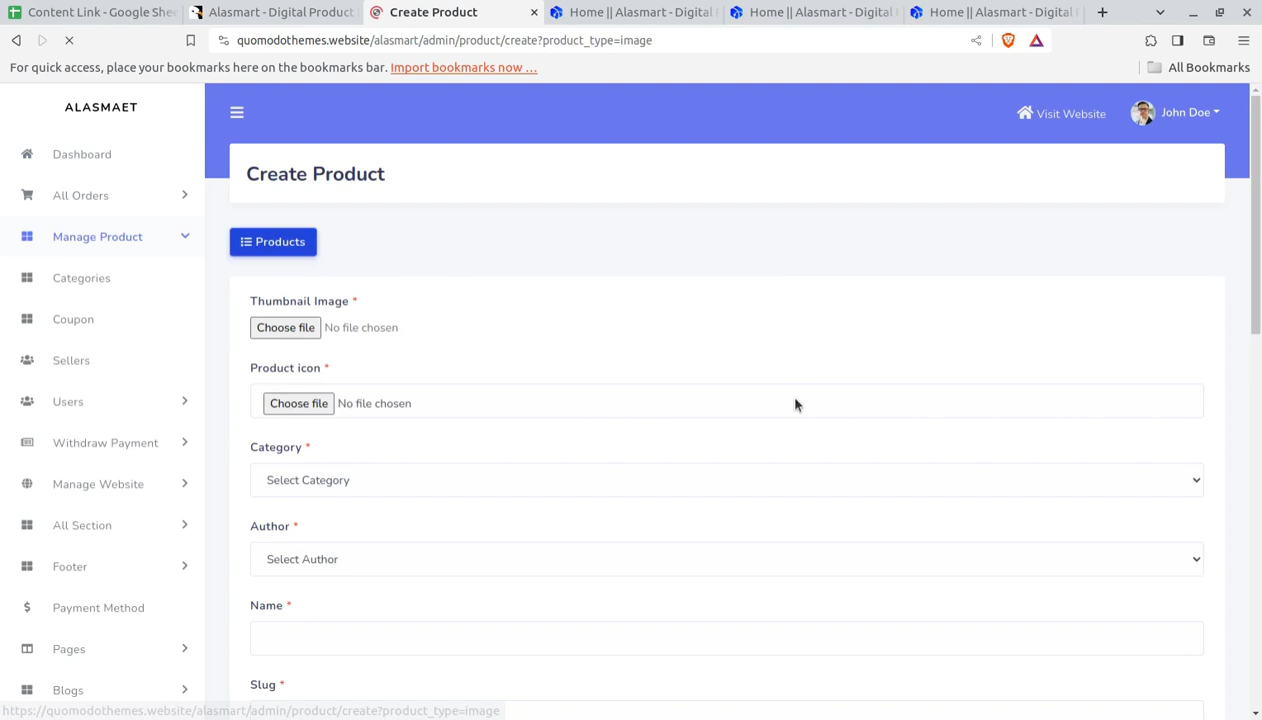 Content Link - Google Shee
Alasmart - Digital Product
Create Product
Home || Alasmart - Digital
Home || Alasmart - Digital
Home || Alasmart - Digital
quomodothemes.website/alasmart/admin/product/create?product_type=image
For quick access, place your bookmarks here on the bookmarks bar. Import bookmarks now ...
All Bookmarks
ALASMAET
Visit Website
John Doe
Dashboard
All Orders
Manage Product
Categories
Coupon
Sellers
Users
Withdraw Payment
Manage Website
All Section
Footer
Payment Method
Pages
Blogs
Create Product
Products
Thumbnail Image *
Choose file No file chosen
Product icon *
Choose file No file chosen
Category *
Select Category
Author *
Select Author
Name *
Slug *
https://quomodothemes.website/alasmart/admin/product/create?product_type=image